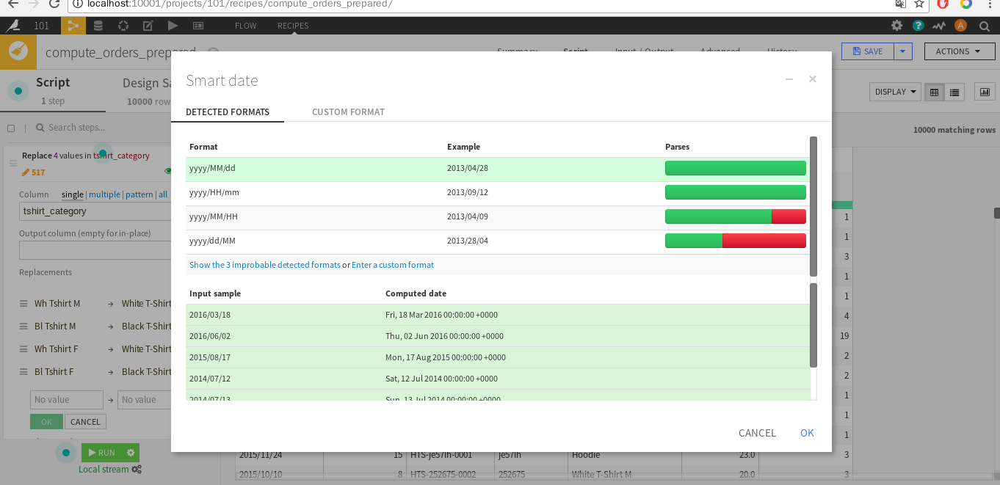 localhost:10001/projects/101/recipes/compute_orders_prepared/
101 FLOW RECIPES ? A
compute_orders_prepared Summary Script Input / Output Advanced History SAVE ACTIONS
Script Design Sa
1 step 10000 row
DISPLAY
Search steps...
10000 matching rows
Replace 4 values in tshirt_category
517
Column single | multiple | pattern | all
tshirt_category
Output column (empty for in-place)
Replacements
Wh Tshirt M → White T-Shirt
Bl Tshirt M → Black T-Shirt
Wh Tshirt F → White T-Shirt
Bl Tshirt F → Black T-Shirt
No value → No value
OK CANCEL
RUN
Local stream
Smart date
DETECTED FORMATS CUSTOM FORMAT
Format Example Parses
yyyy/MM/dd 2013/04/28
yyyy/HH/mm 2013/09/12
yyyy/MM/HH 2013/04/09
yyyy/dd/MM 2013/28/04
Show the 3 improbable detected formats or Enter a custom format
Input sample Computed date
2016/03/18 Fri, 18 Mar 2016 00:00:00 +0000
2016/06/02 Thu, 02 Jun 2016 00:00:00 +0000
2015/08/17 Mon, 17 Aug 2015 00:00:00 +0000
2014/07/12 Sat, 12 Jul 2014 00:00:00 +0000
2014/07/13 Sun, 13 Jul 2014 00:00:00 +0000
CANCEL OK
1
1
3
1
1
4
19
2
2
1
1
1
2015/11/24 15 HTS-je57lh-0001 je57lh Hoodie 23.0 3
2015/10/10 8 HTS-252675-0002 252675 White T-Shirt M 20.0 3